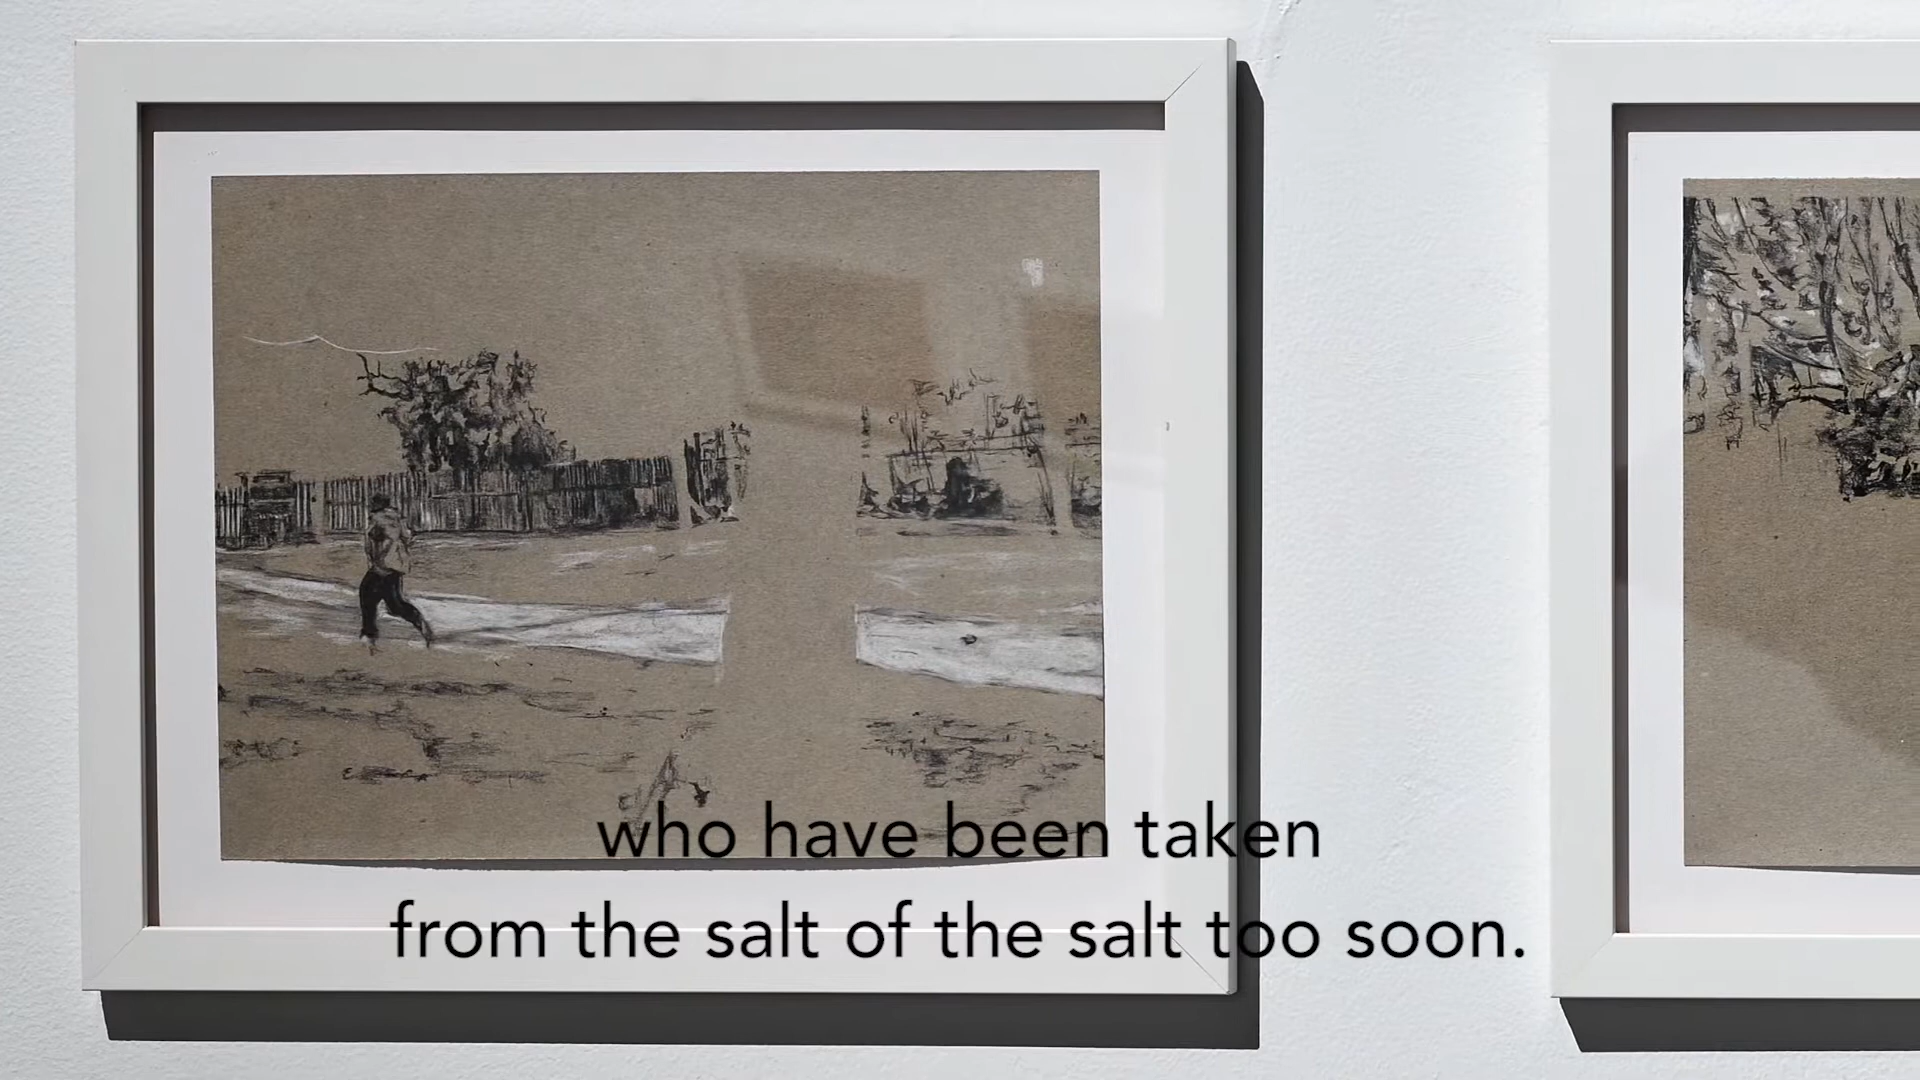 who have been taken
from the salt of the salt too soon.